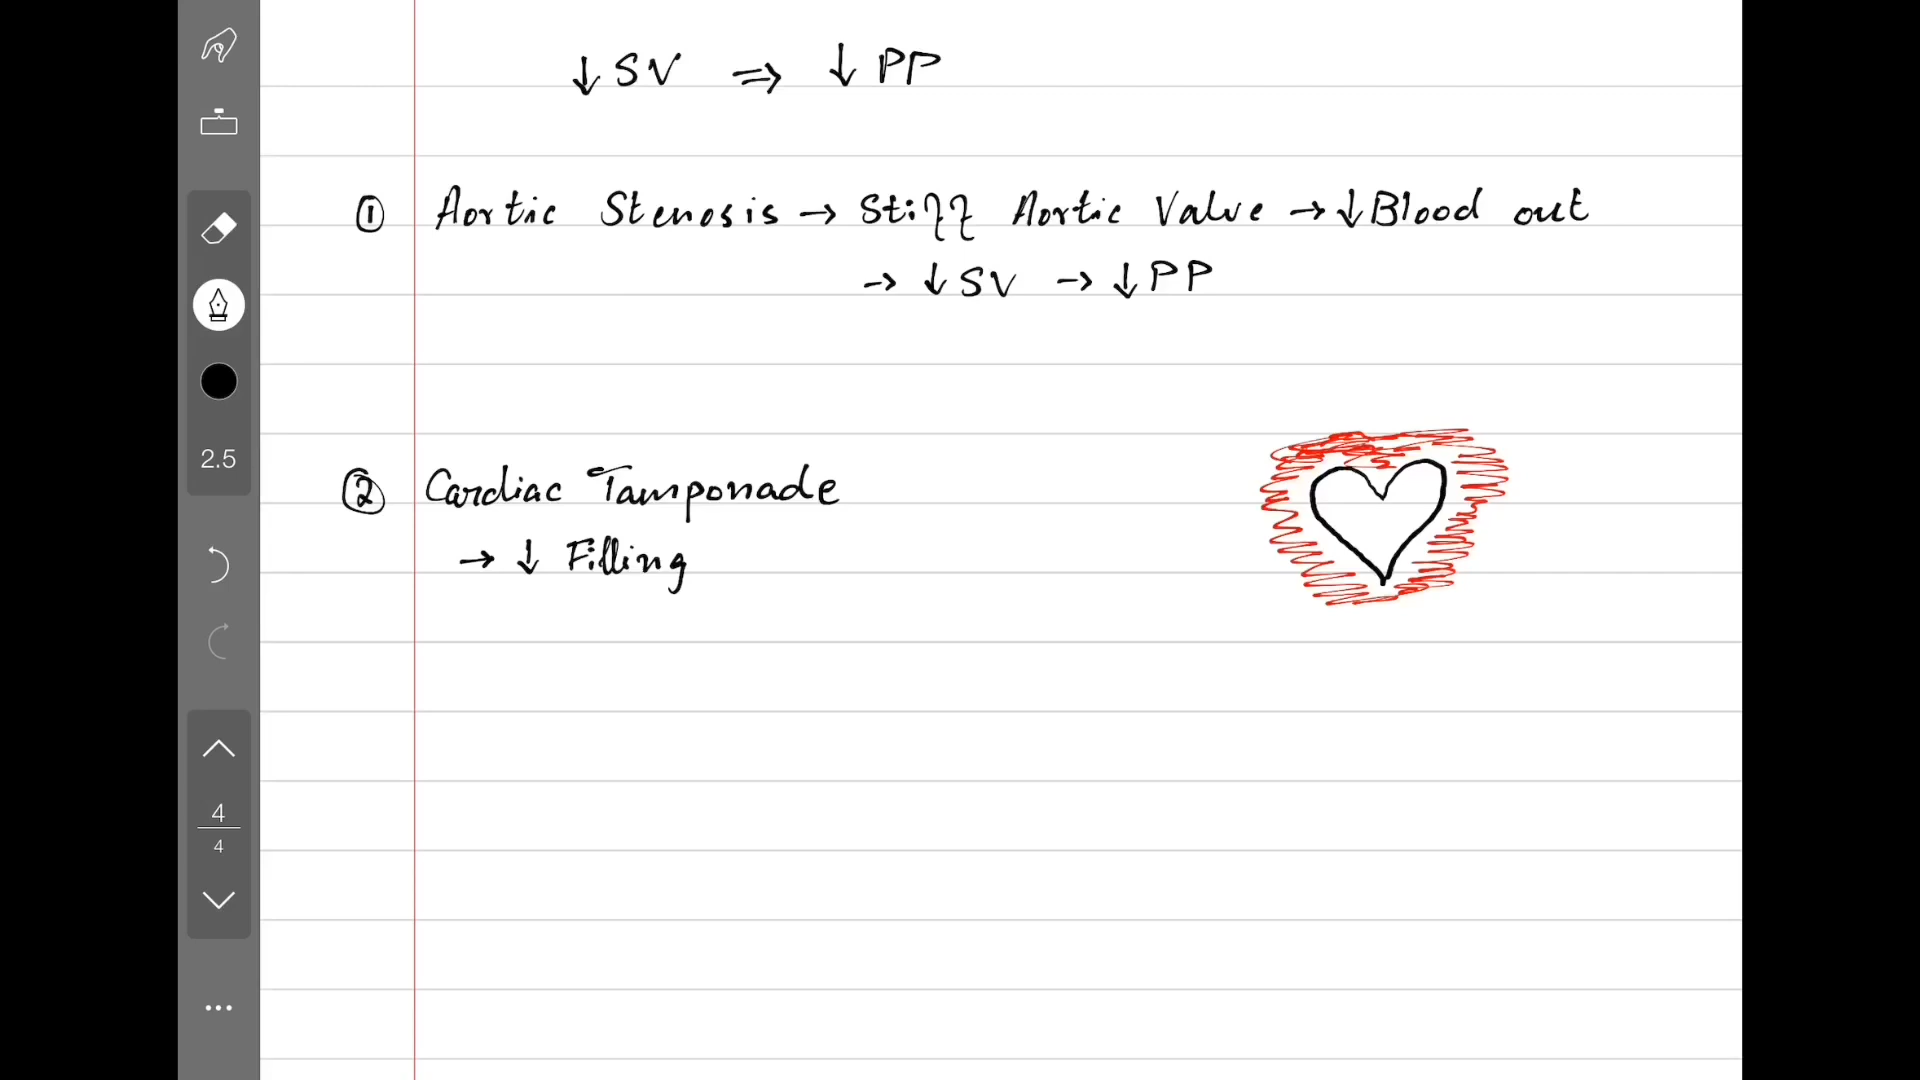 ↓ SV ⇒ ↓ PP
① Aortic Stenosis → Stiff Aortic Valve → ↓ Blood out
→ ↓ SV → ↓ PP
② Cardiac Tamponade
→ ↓ Filling
2.5
4
4